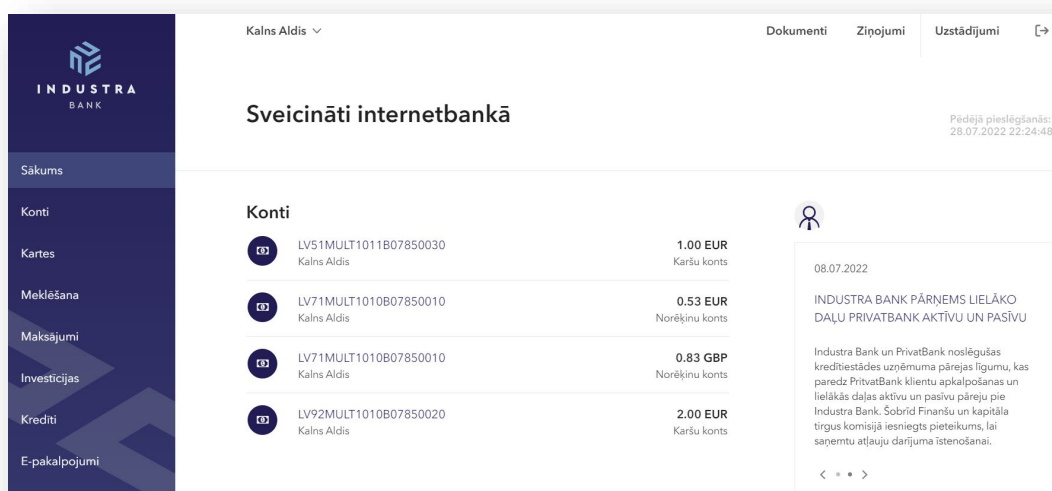 INDUSTRA
BANK
Sākums
Konti
Kartes
Meklēšana
Maksājumi
Investīcijas
Kredīti
E-pakalpojumi
Kalns Aldis
Dokumenti
Ziņojumi
Uzstādījumi
Sveicināti internetbankā
Pēdējā pieslēgšanās:
28.07.2022 22:24:48
Konti
LV51MULT1011B07850030 1.00 EUR
Kalns Aldis Karšu konts
LV71MULT1010B07850010 0.53 EUR
Kalns Aldis Norēķinu konts
LV71MULT1010B07850010 0.83 GBP
Kalns Aldis Norēķinu konts
LV92MULT1010B07850020 2.00 EUR
Kalns Aldis Karšu konts
08.07.2022
INDUSTRA BANK PĀRŅEMS LIELĀKO
DAĻU PRIVATBANK AKTĪVU UN PASĪVU
Industra Bank un PrivatBank noslēgušas
kredītiestādes uzņēmuma pārejas līgumu, kas
paredz PritvatBank klientu apkalpošanas un
lielākās daļas aktīvu un pasīvu pāreju pie
Industra Bank. Šobrīd Finanšu un kapitāla
tirgus komisijā iesniegts pieteikums, lai
saņemtu atļauju darījuma īstenošanai.